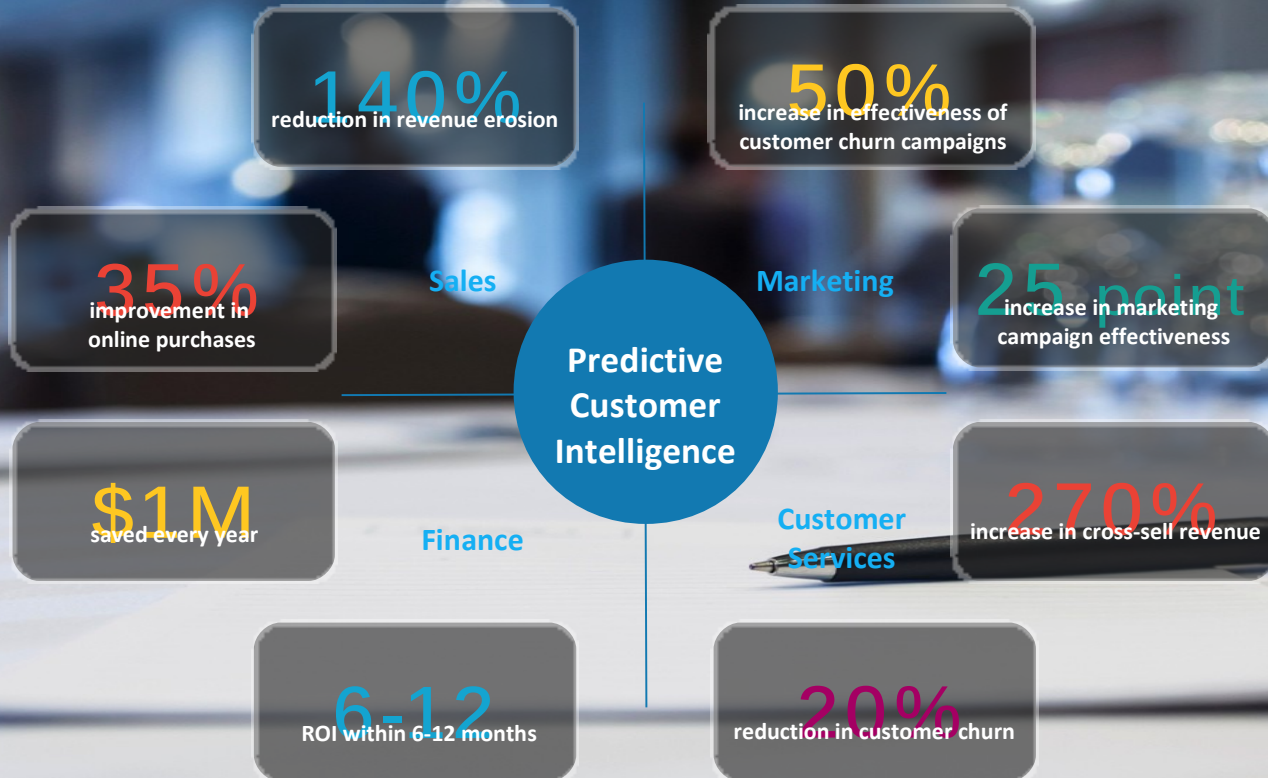 140%
reduction in revenue erosion
50%
increase in effectiveness of
customer churn campaigns
35%
improvement in
online purchases
Sales
Marketing
25 point
increase in marketing
campaign effectiveness
Predictive
Customer
Intelligence
$1M
saved every year
Finance
Customer
Services
270%
increase in cross-sell revenue
6-12
ROI within 6-12 months
20%
reduction in customer churn